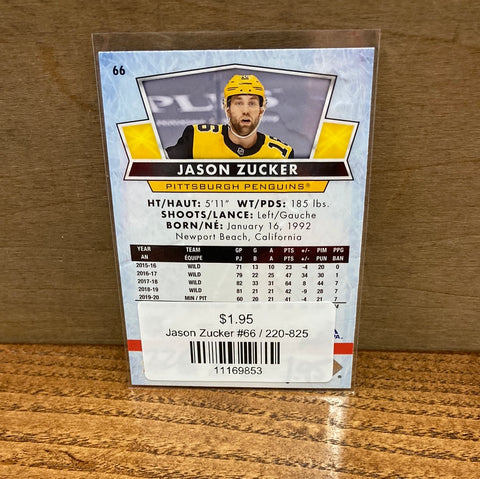 66
16
JASON ZUCKER
PITTSBURGH PENGUINS®
HT/HAUT: 5'11" WT/PDS: 185 lbs.
SHOOTS/LANCE: Left/Gauche
BORN/NÉ: January 16, 1992
Newport Beach, California
YEAR TEAM GP G A PTS +/- PIM PPG
AN ÉQUIPE PJ B A PTS +/- PUN BAN
2015-16 WILD 71 13 10 23 -4 20 0
2016-17 WILD 79 22 25 47 34 30 1
2017-18 WILD 82 33 31 64 8 44 7
2018-19 WILD 81 21 21 42 -9 28 7
2019-20 MIN / PIT 60 20 21 41 -4 24 4
$1.95
Jason Zucker #66 / 220-825
11169853